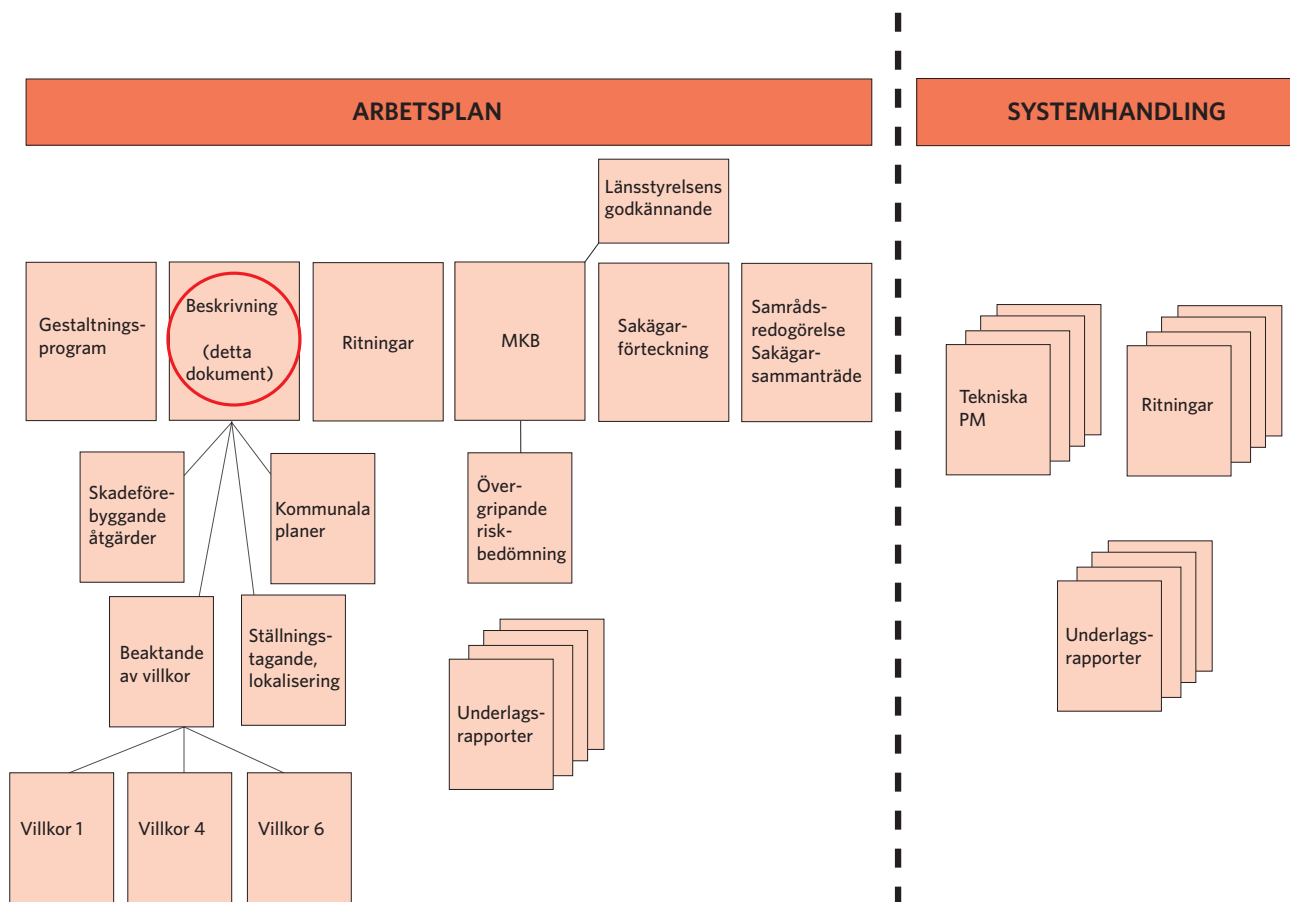 ARBETSPLAN
SYSTEMHANDLING
Länsstyrelsens
godkännande
Gestaltnings-
program
Beskrivning
(detta
dokument)
Ritningar
MKB
Sakägar-
förteckning
Samråds-
redogörelse
Sakägar-
sammanträde
Tekniska
PM
Ritningar
Skadeföre-
byggande
åtgärder
Kommunala
planer
Över-
gripande
risk-
bedömning
Beaktande
av villkor
Ställnings-
tagande,
lokalisering
Underlags-
rapporter
Underlags-
rapporter
Villkor 1
Villkor 4
Villkor 6